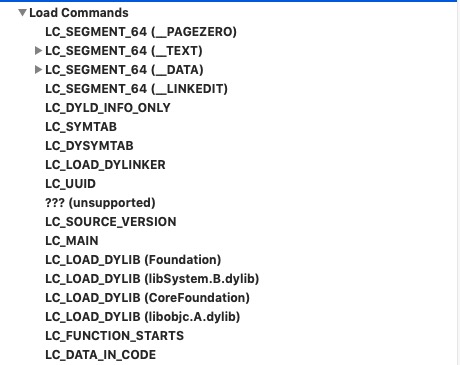 Load Commands
LC_SEGMENT_64 (__PAGEZERO)
LC_SEGMENT_64 (__TEXT)
LC_SEGMENT_64 (__DATA)
LC_SEGMENT_64 (__LINKEDIT)
LC_DYLD_INFO_ONLY
LC_SYMTAB
LC_DYSYMTAB
LC_LOAD_DYLINKER
LC_UUID
??? (unsupported)
LC_SOURCE_VERSION
LC_MAIN
LC_LOAD_DYLIB (Foundation)
LC_LOAD_DYLIB (libSystem.B.dylib)
LC_LOAD_DYLIB (CoreFoundation)
LC_LOAD_DYLIB (libobjc.A.dylib)
LC_FUNCTION_STARTS
LC_DATA_IN_CODE